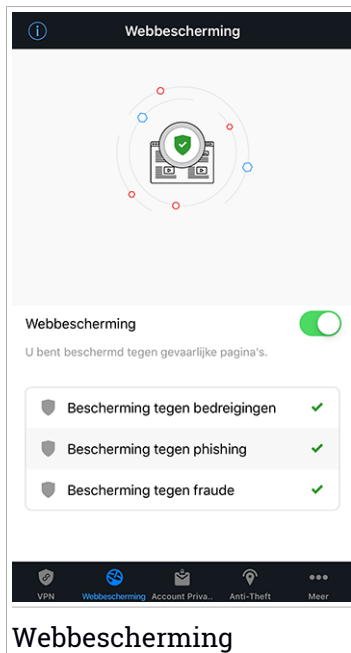 Webbescherming
Webbescherming
U bent beschermd tegen gevaarlijke pagina's.
Bescherming tegen bedreigingen
Bescherming tegen phishing
Bescherming tegen fraude
VPN Webbescherming Account Priva.. Anti-Theft Meer
Webbescherming